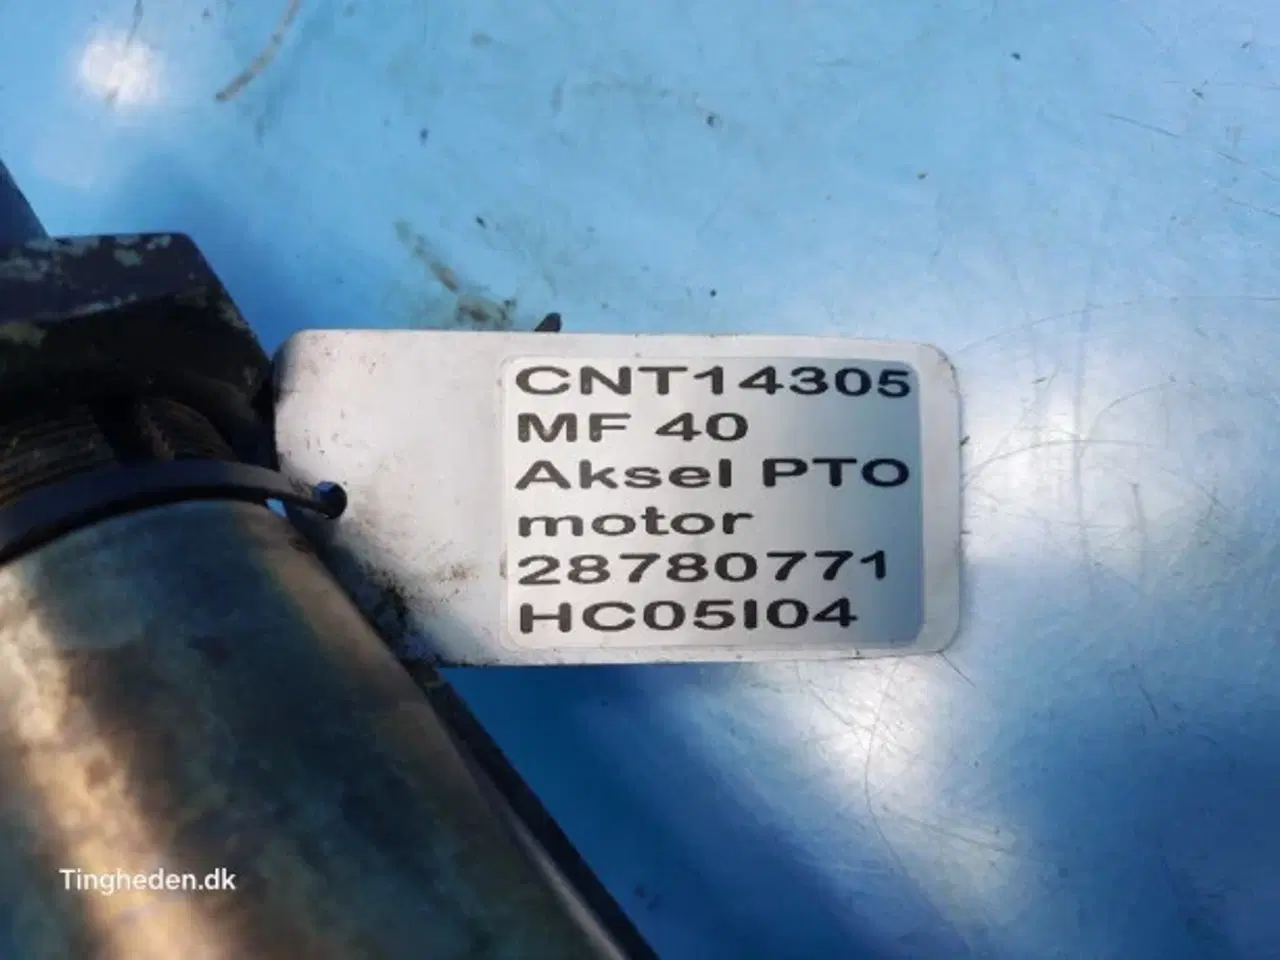 CNT14305
MF 40
Aksel PTO
motor
28780771
HC05I04
Tingheden.dk